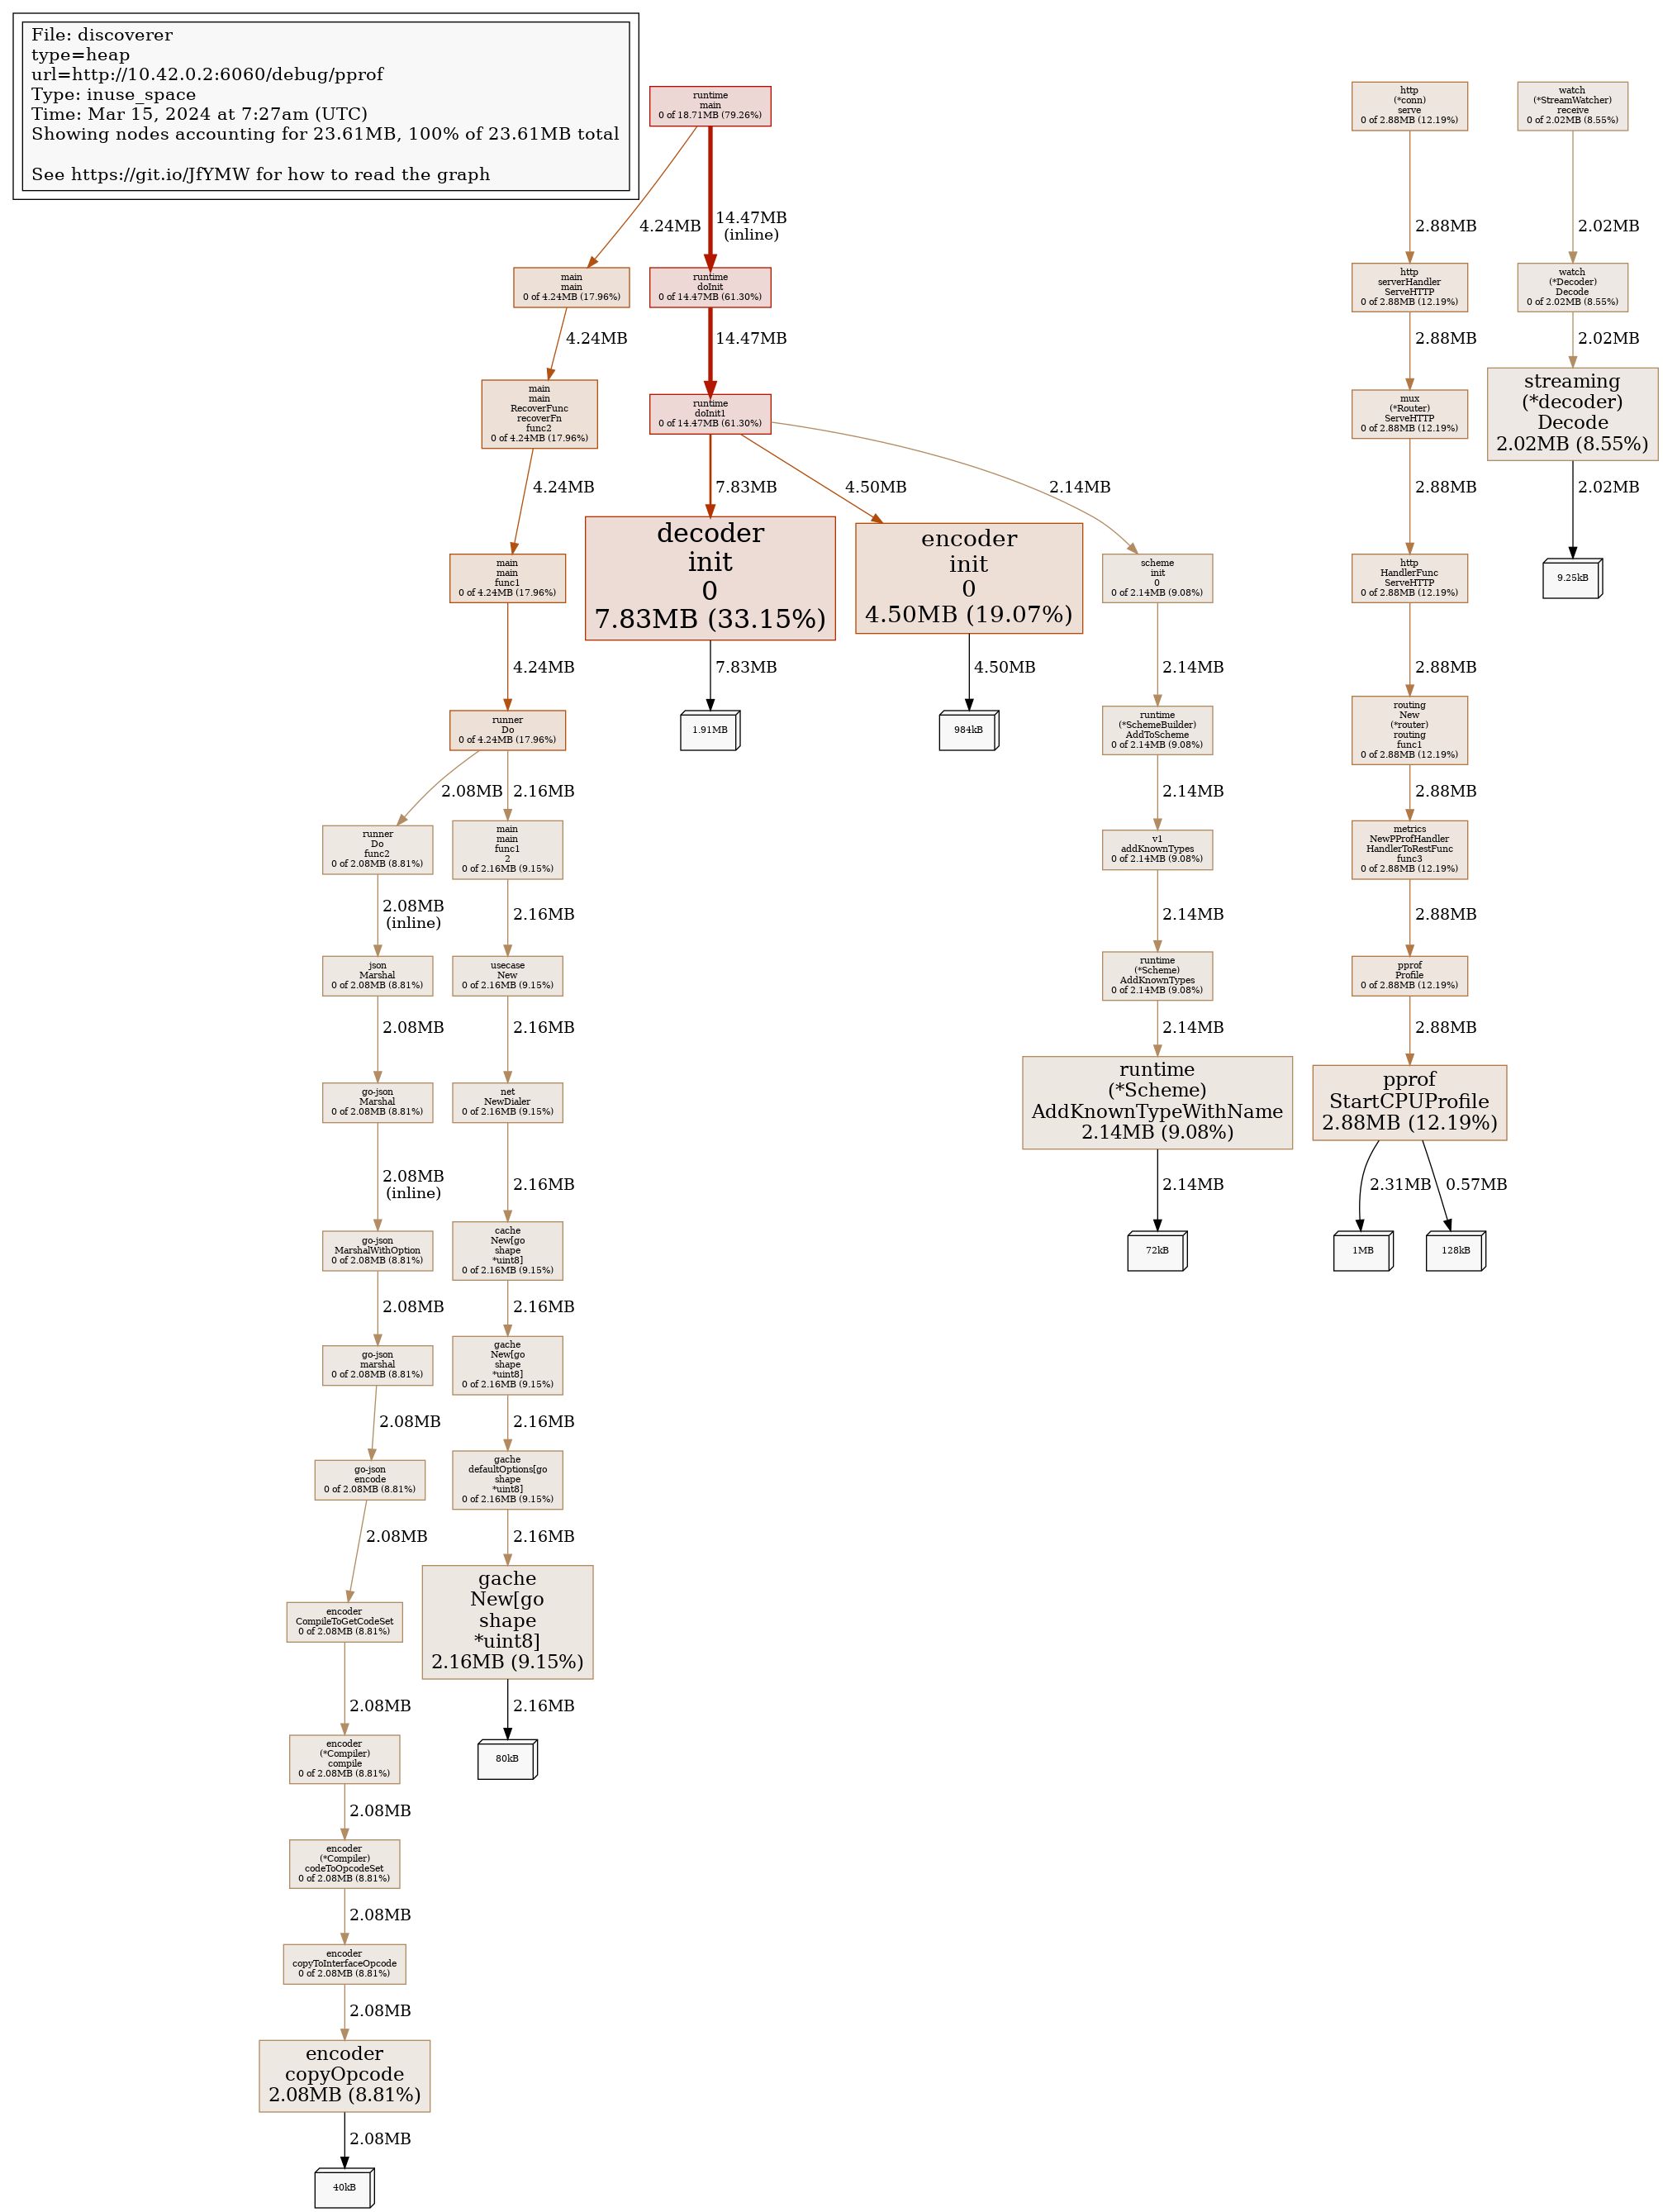 File: discoverer
type=heap
url=http://10.42.0.2:6060/debug/pprof
Type: inuse_space
Time: Mar 15, 2024 at 7:27am (UTC)
Showing nodes accounting for 23.61MB, 100% of 23.61MB total
See https://git.io/JfYMW for how to read the graph
runtime
main
0 of 18.71MB (79.26%)
http
(*conn)
serve
0 of 2.88MB (12.19%)
watch
(*StreamWatcher)
receive
0 of 2.02MB (8.55%)
4.24MB
14.47MB
(inline)
2.88MB
2.02MB
main
main
0 of 4.24MB (17.96%)
runtime
doInit
0 of 14.47MB (61.30%)
http
serverHandler
ServeHTTP
0 of 2.88MB (12.19%)
watch
(*Decoder)
Decode
0 of 2.02MB (8.55%)
4.24MB
14.47MB
2.88MB
2.02MB
main
main
RecoverFunc
recoverFn
func2
0 of 4.24MB (17.96%)
runtime
doInit1
0 of 14.47MB (61.30%)
mux
(*Router)
ServeHTTP
0 of 2.88MB (12.19%)
streaming
(*decoder)
Decode
2.02MB (8.55%)
4.24MB
7.83MB
4.50MB
2.14MB
2.88MB
2.02MB
main
main
func1
0 of 4.24MB (17.96%)
decoder
init
0
7.83MB (33.15%)
encoder
init
0
4.50MB (19.07%)
scheme
init
0
0 of 2.14MB (9.08%)
http
HandlerFunc
ServeHTTP
0 of 2.88MB (12.19%)
9.25kB
4.24MB
7.83MB
4.50MB
2.14MB
2.88MB
runner
Do
0 of 4.24MB (17.96%)
1.91MB
984kB
runtime
(*SchemeBuilder)
AddToScheme
0 of 2.14MB (9.08%)
routing
New
(*router)
routing
func1
0 of 2.88MB (12.19%)
2.08MB
2.16MB
2.14MB
2.88MB
runner
Do
func2
0 of 2.08MB (8.81%)
main
main
func1
2
0 of 2.16MB (9.15%)
v1
addKnownTypes
0 of 2.14MB (9.08%)
metrics
NewPProfHandler
HandlerToRestFunc
func3
0 of 2.88MB (12.19%)
2.08MB
(inline)
2.16MB
2.14MB
2.88MB
json
Marshal
0 of 2.08MB (8.81%)
usecase
New
0 of 2.16MB (9.15%)
runtime
(*Scheme)
AddKnownTypes
0 of 2.14MB (9.08%)
pprof
Profile
0 of 2.88MB (12.19%)
2.08MB
2.16MB
2.14MB
2.88MB
go-json
Marshal
0 of 2.08MB (8.81%)
net
NewDialer
0 of 2.16MB (9.15%)
runtime
(*Scheme)
AddKnownTypeWithName
2.14MB (9.08%)
pprof
StartCPUProfile
2.88MB (12.19%)
2.08MB
(inline)
2.16MB
2.14MB
2.31MB
0.57MB
go-json
MarshalWithOption
0 of 2.08MB (8.81%)
cache
New[go
shape
*uint8]
0 of 2.16MB (9.15%)
72kB
1MB
128kB
2.08MB
2.16MB
go-json
marshal
0 of 2.08MB (8.81%)
gache
New[go
shape
*uint8]
0 of 2.16MB (9.15%)
2.08MB
2.16MB
go-json
encode
0 of 2.08MB (8.81%)
gache
defaultOptions[go
shape
*uint8]
0 of 2.16MB (9.15%)
2.08MB
2.16MB
encoder
CompileToGetCodeSet
0 of 2.08MB (8.81%)
gache
New[go
shape
*uint8]
2.16MB (9.15%)
2.08MB
2.16MB
encoder
(*Compiler)
compile
0 of 2.08MB (8.81%)
80kB
2.08MB
encoder
(*Compiler)
codeToOpcodeSet
0 of 2.08MB (8.81%)
2.08MB
encoder
copyToInterfaceOpcode
0 of 2.08MB (8.81%)
2.08MB
encoder
copyOpcode
2.08MB (8.81%)
2.08MB
40kB